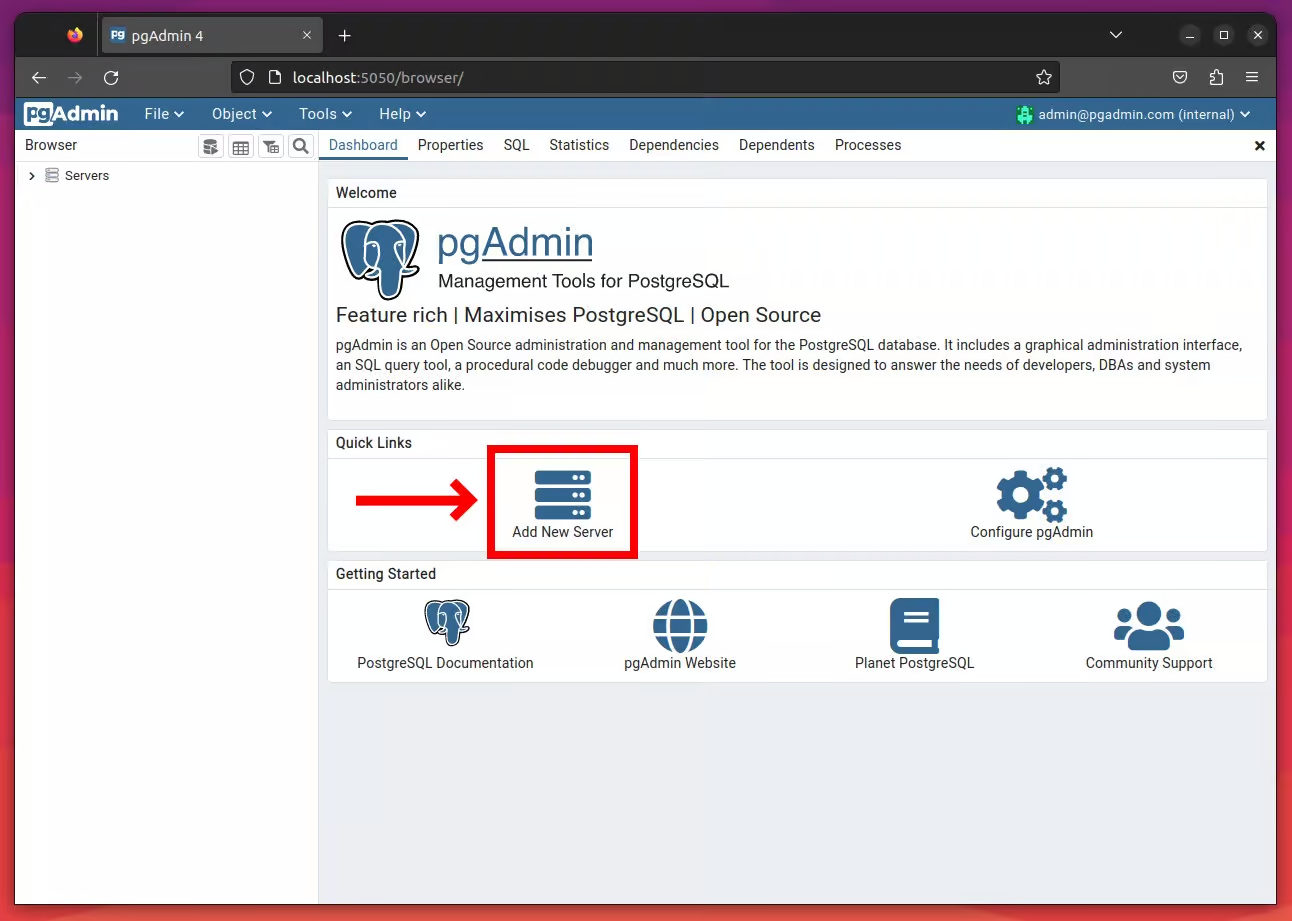 pg pgAdmin 4
localhost:5050/browser/
pgAdmin File Object Tools Help admin@pgadmin.com (internal)
Browser
Dashboard Properties SQL Statistics Dependencies Dependents Processes
Servers
Welcome
pgAdmin
Management Tools for PostgreSQL
Feature rich | Maximises PostgreSQL | Open Source
pgAdmin is an Open Source administration and management tool for the PostgreSQL database. It includes a graphical administration interface,
an SQL query tool, a procedural code debugger and much more. The tool is designed to answer the needs of developers, DBAs and system
administrators alike.
Quick Links
Add New Server
Configure pgAdmin
Getting Started
PostgreSQL Documentation
pgAdmin Website
Planet PostgreSQL
Community Support